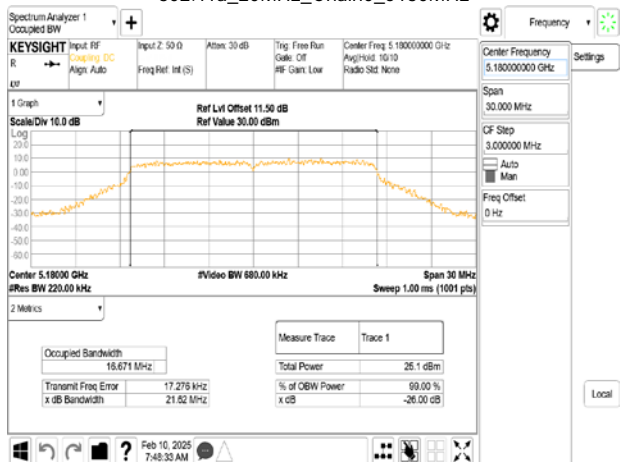 Spectrum Analyzer 1
Occupied BW
Frequency
KEYSIGHT
R
Input: RF
Coupling: DC
Align: Auto
Input Z: 50 Ω
Freq Ref: Int (S)
Atten: 30 dB
Trig: Free Run
Gate: Off
#IF Gain: Low
Center Freq: 5.180000000 GHz
Avg|Hold: 10/10
Radio Std: None
Center Frequency
5.180000000 GHz
Settings
Span
30.000 MHz
CF Step
3.000000 MHz
Auto
Man
Freq Offset
0 Hz
Local
1 Graph
Scale/Div 10.0 dB
Ref Lvl Offset 11.50 dB
Ref Value 30.00 dBm
Log
20.0
10.0
0.00
-10.0
-20.0
-30.0
-40.0
-50.0
-60.0
Center 5.18000 GHz
#Video BW 680.00 kHz
Span 30 MHz
#Res BW 220.00 kHz
Sweep 1.00 ms (1001 pts)
2 Metrics
Measure Trace
Trace 1
Occupied Bandwidth
16.671 MHz
Total Power
25.1 dBm
Transmit Freq Error
17.276 kHz
% of OBW Power
99.00 %
x dB Bandwidth
21.62 MHz
x dB
-26.00 dB
Feb 10, 2025
7:48:33 AM